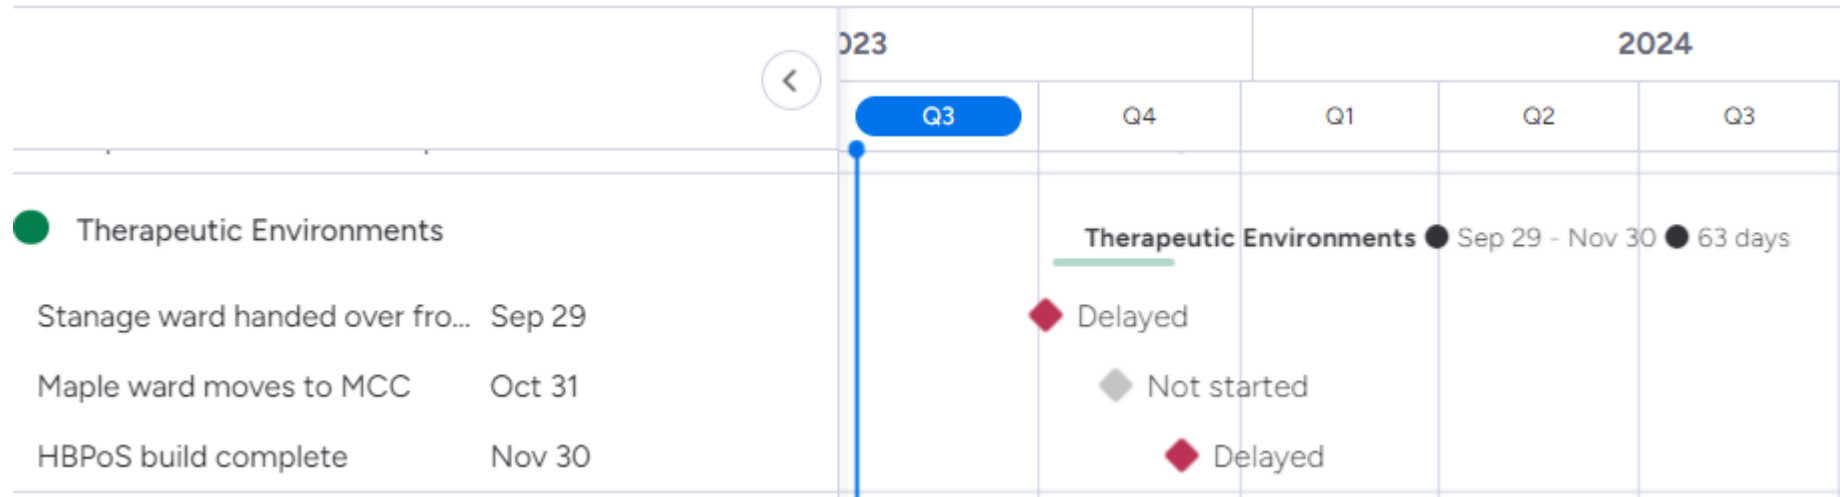 023
2024
Q3
Q4
Q1
Q2
Q3
Therapeutic Environments
Therapeutic Environments ● Sep 29 - Nov 30 ● 63 days
Stanage ward handed over fro... Sep 29
Delayed
Maple ward moves to MCC Oct 31
Not started
HBPoS build complete Nov 30
Delayed